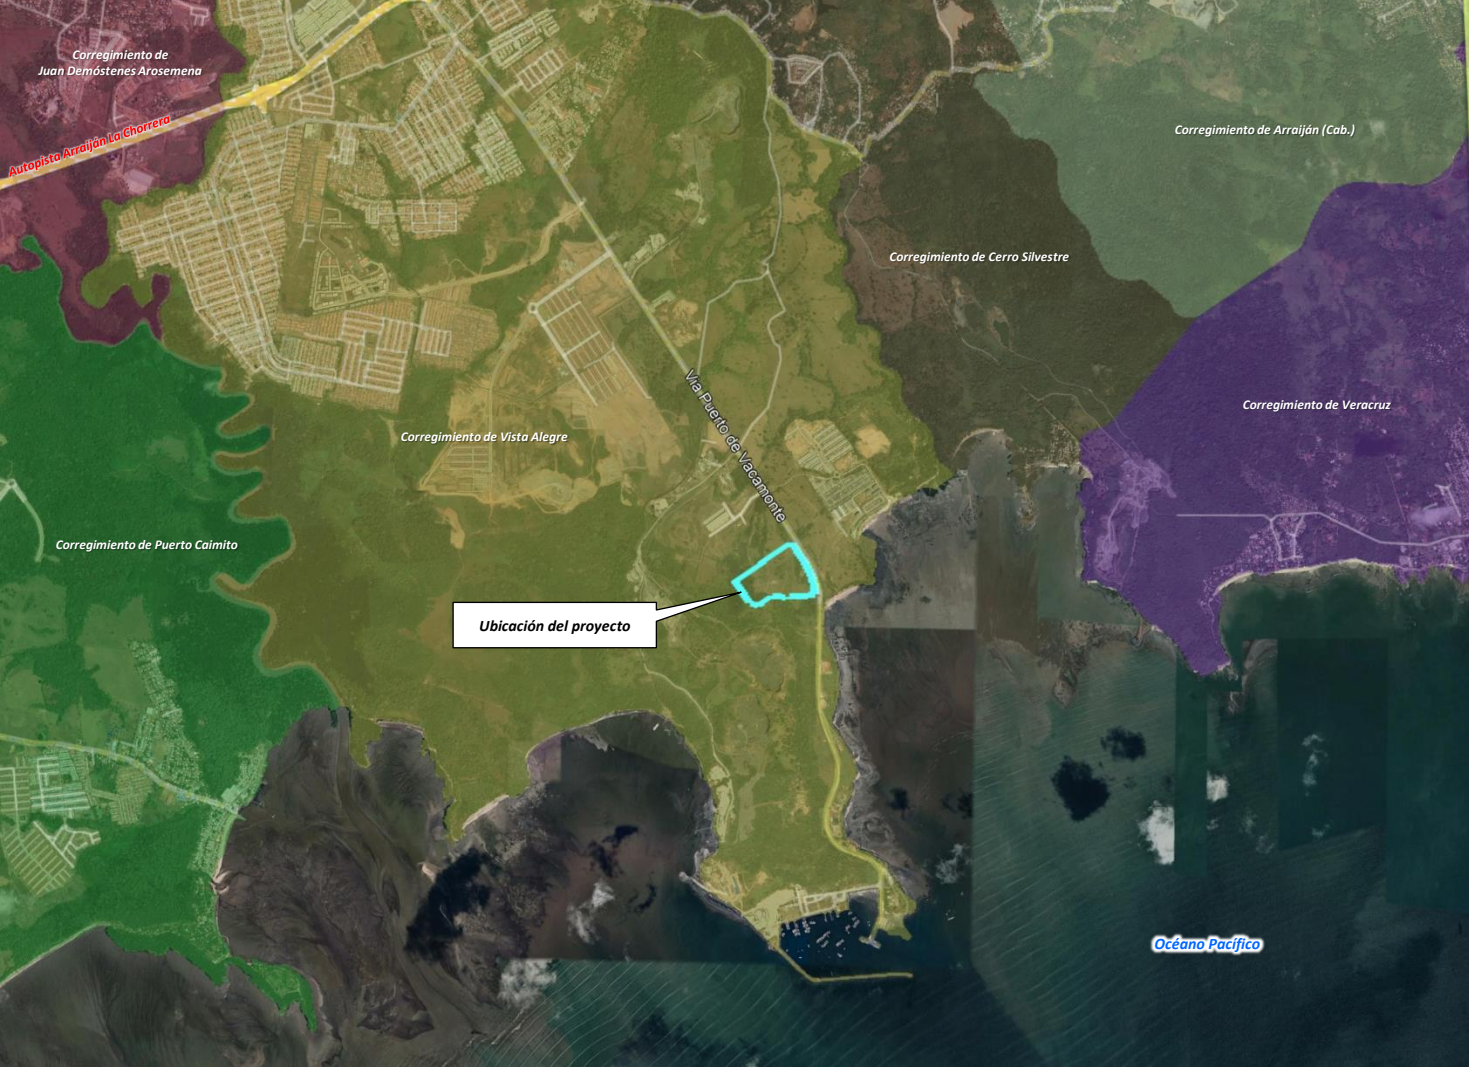 Corregimiento de
Juan Demóstenes Arosemena
Autopista Arraiján La Chorrera
Corregimiento de Arraiján (Cab.)
Corregimiento de Cerro Silvestre
Vía Puerto de Vacamonte
Corregimiento de Veracruz
Corregimiento de Vista Alegre
Corregimiento de Puerto Caimito
Ubicación del proyecto
Océano Pacífico